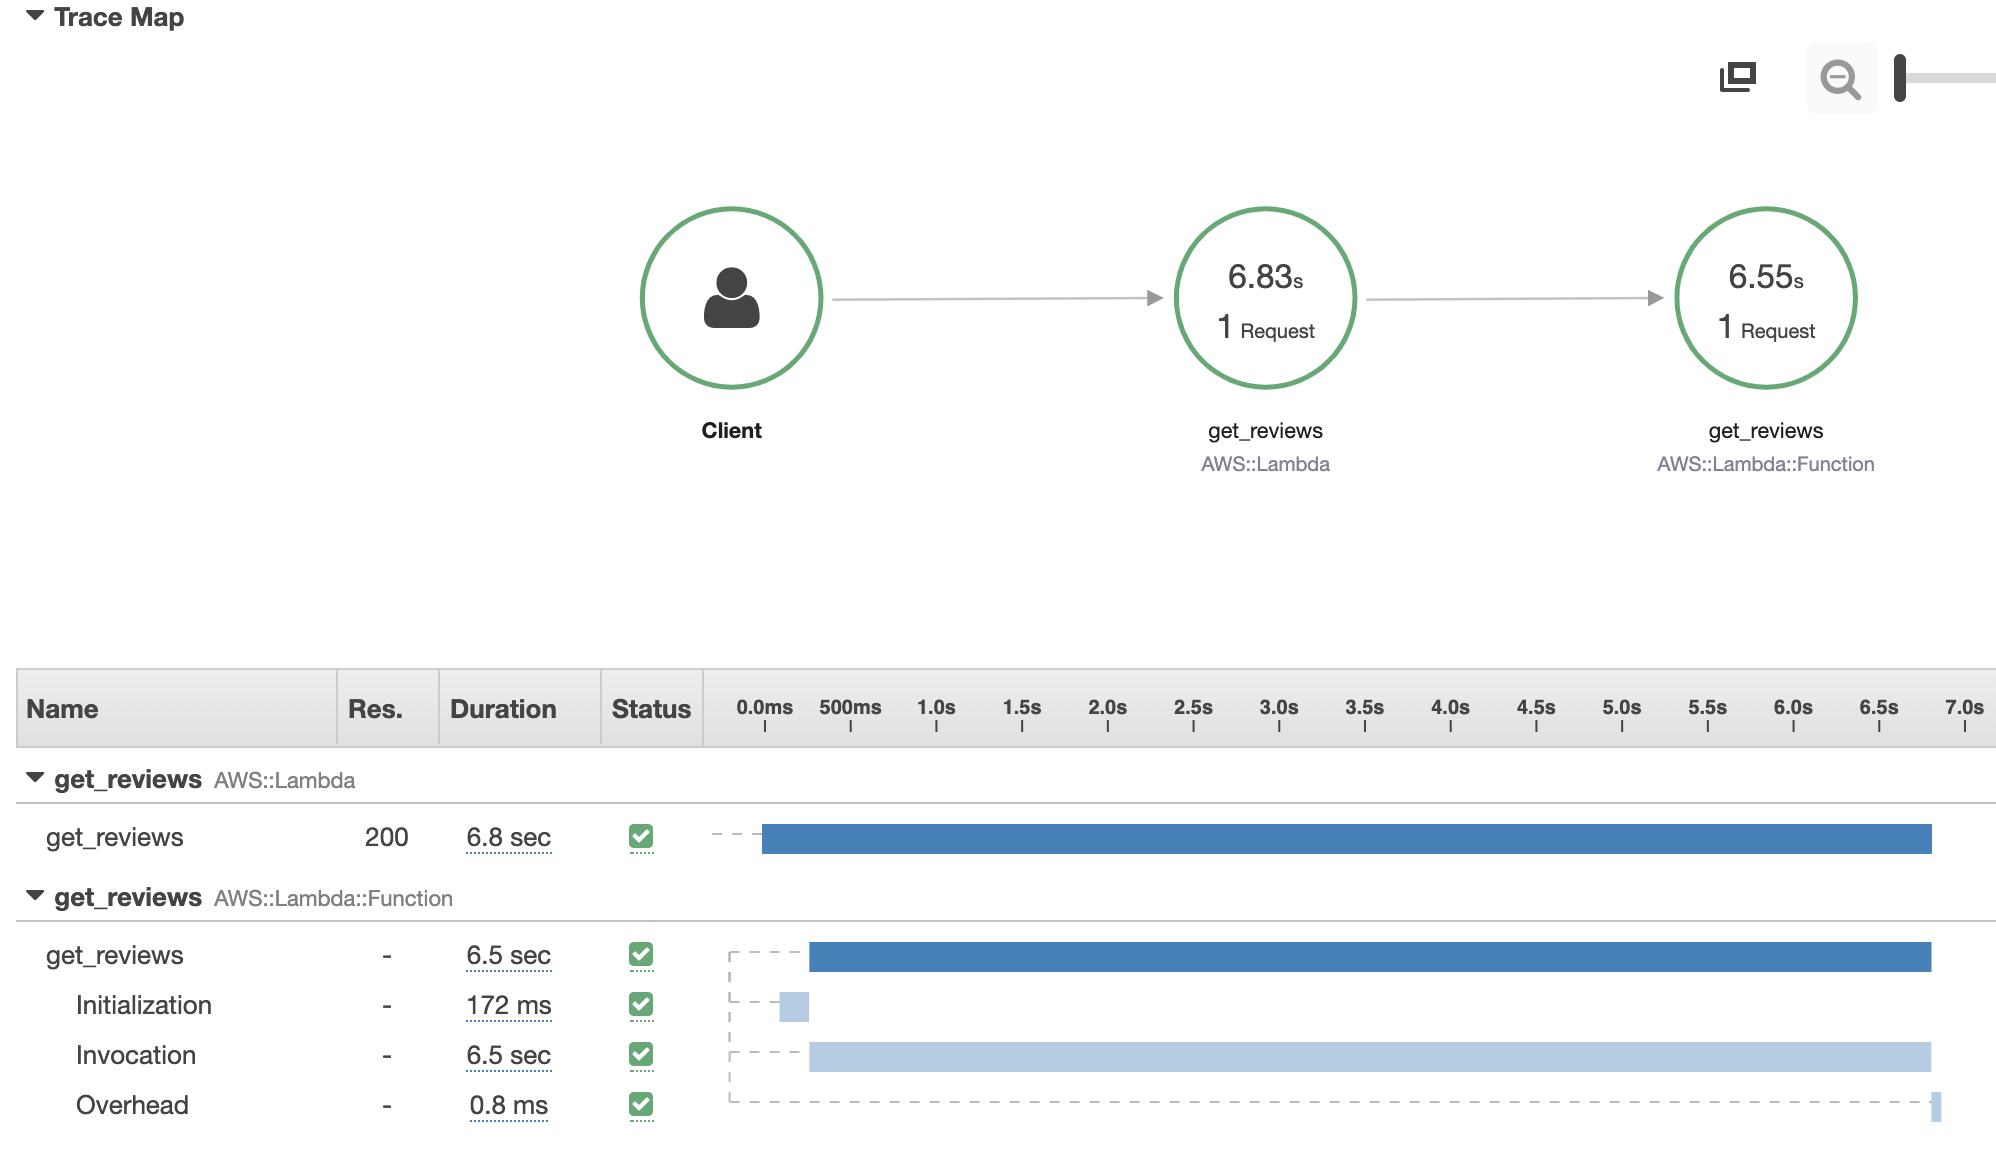 Trace Map
6.83s
1 Request
6.55s
1 Request
Client
get_reviews
get_reviews
AWS::Lambda
AWS::Lambda::Function
Name Res. Duration Status 0.0ms 500ms 1.0s 1.5s 2.0s 2.5s 3.0s 3.5s 4.0s 4.5s 5.0s 5.5s 6.0s 6.5s 7.0s
get_reviews AWS::Lambda
get_reviews 200 6.8 sec
get_reviews AWS::Lambda::Function
get_reviews - 6.5 sec
Initialization - 172 ms
Invocation - 6.5 sec
Overhead - 0.8 ms